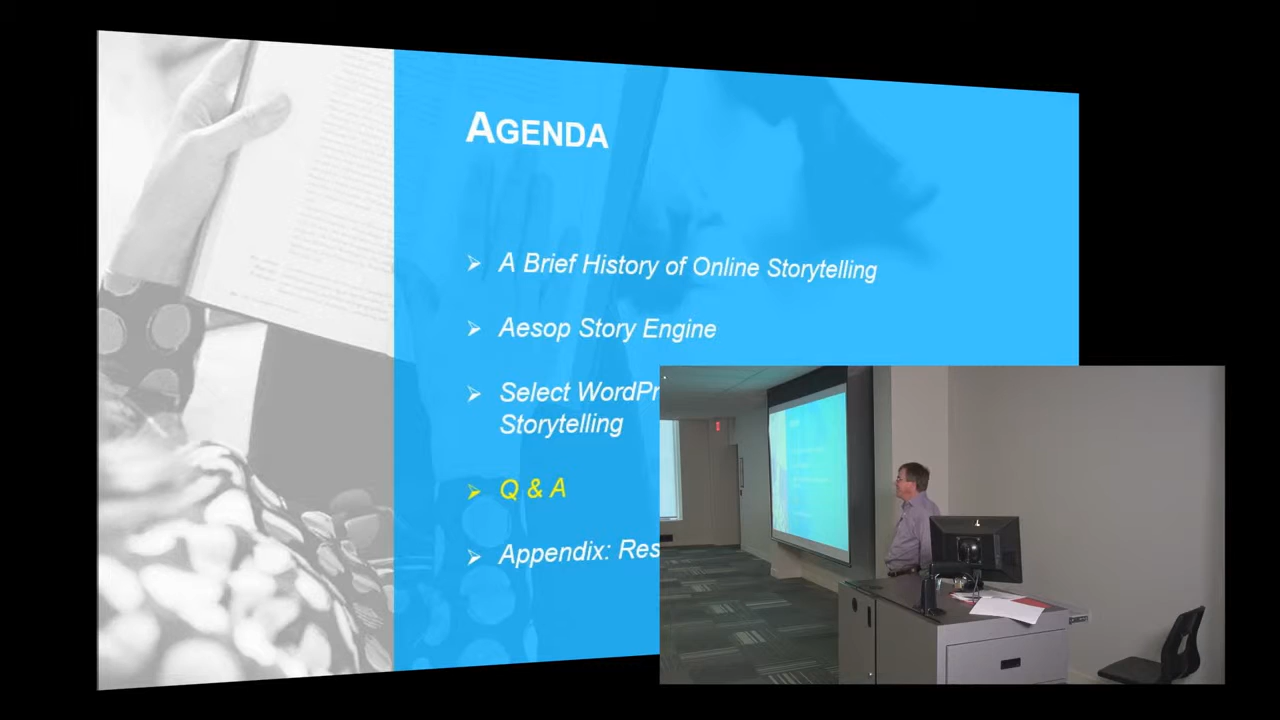 AGENDA
➢ A Brief History of Online Storytelling
➢ Aesop Story Engine
➢ Select WordPr
Storytelling
➢ Q & A
➢ Appendix: Res